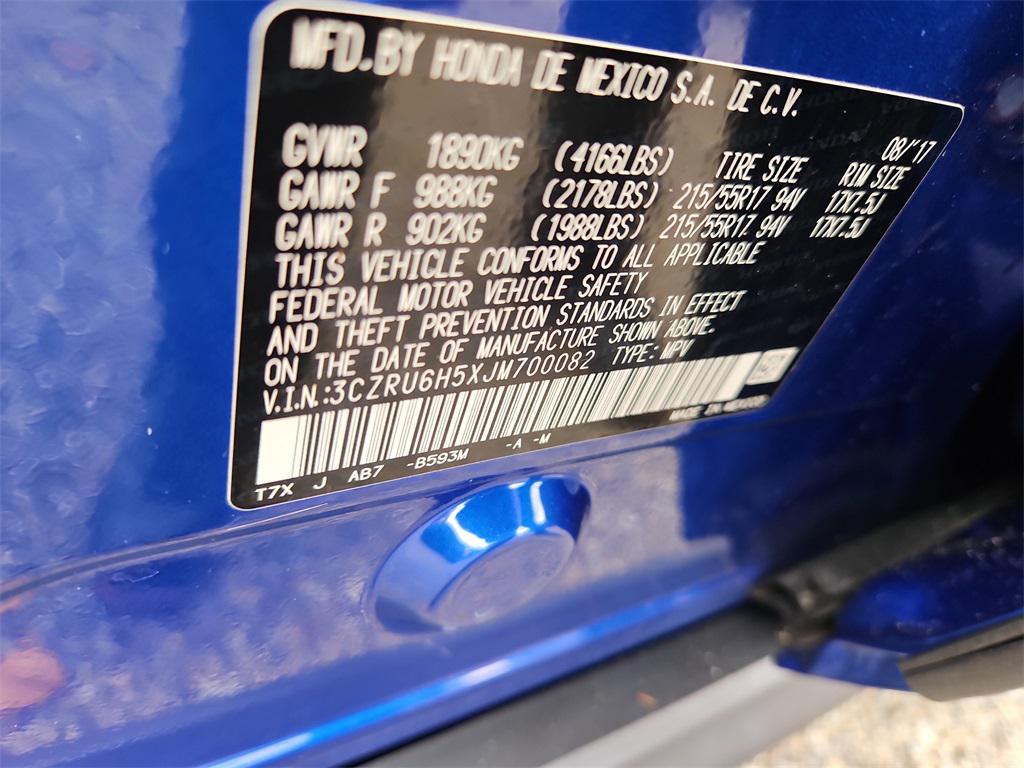 MFD.BY HONDA DE MEXICO S.A. DE C.V.
08/'17
GVWR 1890KG (4166LBS) TIRE SIZE RIM SIZE
GAWR F 988KG (2178LBS) 215/55R17 94V 17X7.5J
GAWR R 902KG (1988LBS) 215/55R17 94V 17X7.5J
THIS VEHICLE CONFORMS TO ALL APPLICABLE
FEDERAL MOTOR VEHICLE SAFETY
AND THEFT PREVENTION STANDARDS IN EFFECT
ON THE DATE OF MANUFACTURE SHOWN ABOVE.
V.I.N.:3CZRU6H5XJM700082 TYPE: MPV
MADE IN MEXICO
T7X J AB7 -B593M -A -M